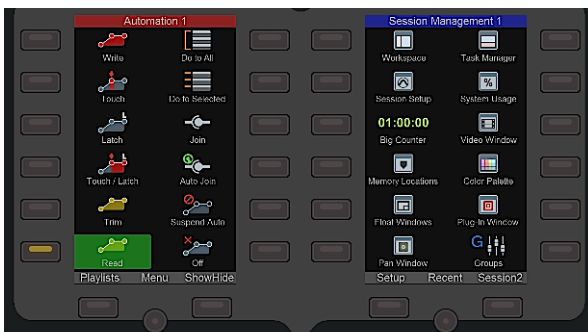 Automation 1
Write Do to All
Touch Do to Selected
Latch Join
Touch / Latch Auto Join
Trim Suspend Auto
Read Off
Playlists Menu ShowHide
Session Management 1
Workspace Task Manager
Session Setup System Usage
01:00:00
Big Counter Video Window
Memory Locations Color Palette
Float Windows Plug-In Window
Pan Window Groups
Setup Recent Session2